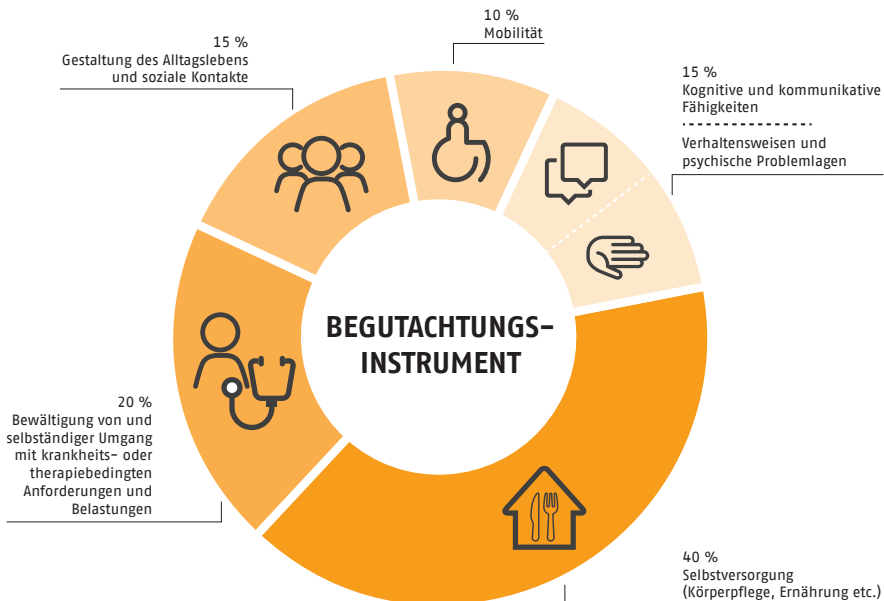 10 %
Mobilität
15 %
Gestaltung des Alltagslebens
und soziale Kontakte
15 %
Kognitive und kommunikative
Fähigkeiten
Verhaltensweisen und
psychische Problemlagen
BEGUTACHTUNGS-
INSTRUMENT
20 %
Bewältigung von und
selbständiger Umgang
mit krankheits- oder
therapiebedingten
Anforderungen und
Belastungen
40 %
Selbstversorgung
(Körperpflege, Ernährung etc.)